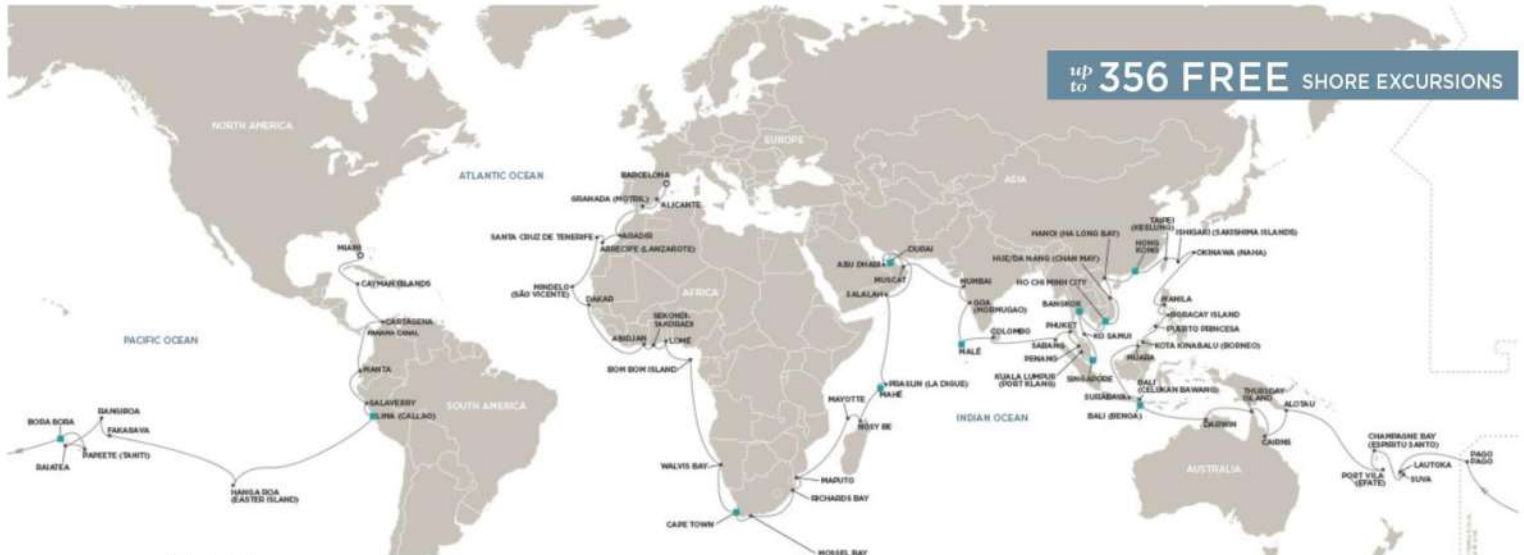 up to 356 FREE SHORE EXCURSIONS
NORTH AMERICA
EUROPE
ASIA
ATLANTIC OCEAN
BARCELONA
GRANADA (MOTRIL)
ALICANTE
SANTA CRUZ DE TENERIFE
AGADIR
ARRECIFE (LANZAROTE)
MIAMI
CAYMAN ISLANDS
MINDELO
(SÃO VICENTE)
DAKAR
AFRICA
CARTAGENA
PANAMA CANAL
ABIDJAN
SEKONDI-
TAKORADI
LOMÉ
BOM BOM ISLAND
PACIFIC OCEAN
MANTA
SALAVERRY
LIMA (CALLAO)
SOUTH AMERICA
BORA BORA
RANGIROA
FAKARAVA
RAIATEA
PAPEETE (TAHITI)
HANGA ROA
(EASTER ISLAND)
WALVIS BAY
CAPE TOWN
MOSSEL BAY
RICHARDS BAY
MAPUTO
MAYOTTE
NOSY BE
PRASLIN (LA DIGUE)
MAHÉ
INDIAN OCEAN
ABU DHABI
DUBAI
MUSCAT
SALALAH
MUMBAI
GOA
(MORMUGAO)
COLOMBO
MALÉ
HANOI (HA LONG BAY)
HUE/DA NANG (CHAN MAY)
HO CHI MINH CITY
BANGKOK
PHUKET
SABANG
PENANG
KUALA LUMPUR
(PORT KLANG)
SINGAPORE
KO SAMUI
HONG
KONG
TAIPEI
(KEELUNG)
ISHIGARI (SAKISHIMA ISLANDS)
OKINAWA (NAHA)
MANILA
BORACAY ISLAND
PUERTO PRINCESA
KOTA KINABALU (BORNEO)
MUARA
BALI
(CELUKAN BAWANG)
SURABAYA
BALI (BENOA)
DARWIN
THURSDAY
ISLAND
ALOTAU
CAIRNS
AUSTRALIA
CHAMPAGNE BAY
(ESPIRITU SANTO)
PORT VILA
(EFATE)
LAUTOKA
SUVA
PAGO
PAGO